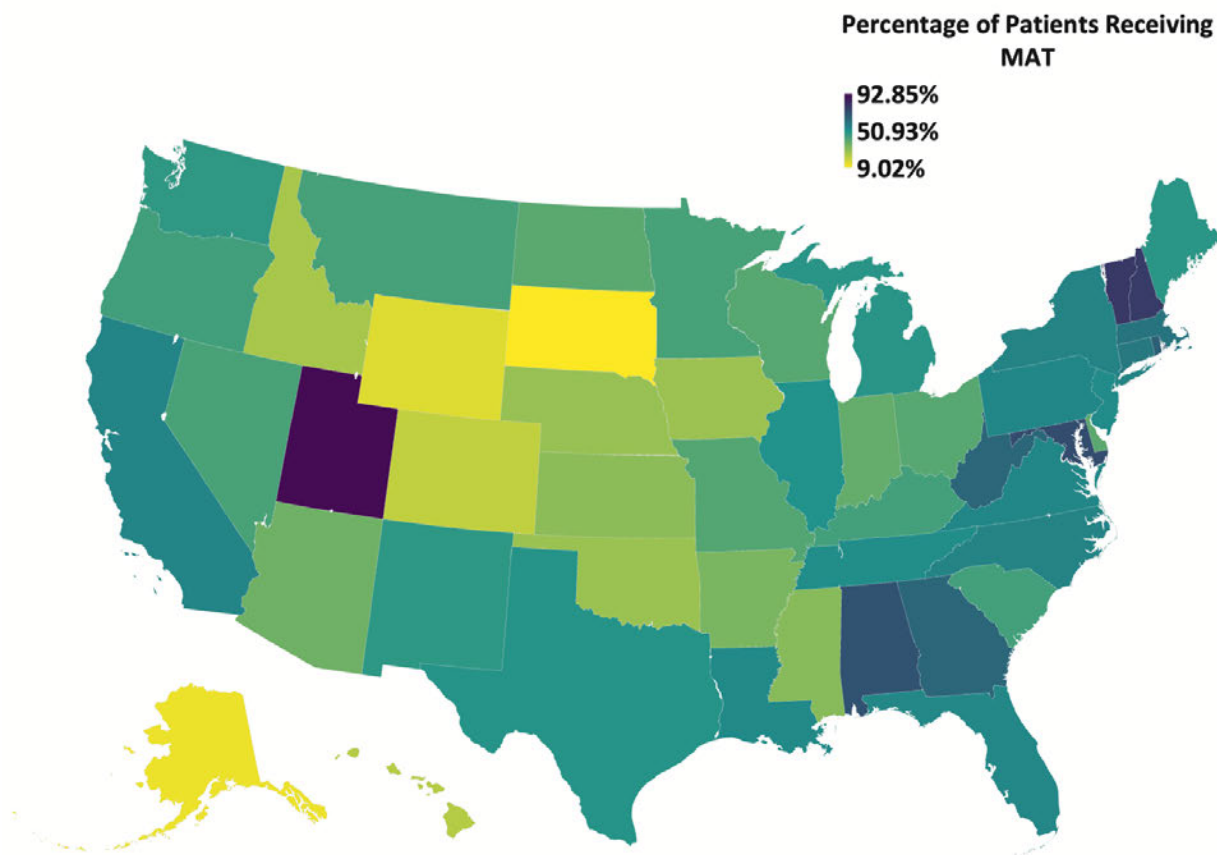 Percentage of Patients Receiving
MAT
92.85%
50.93%
9.02%